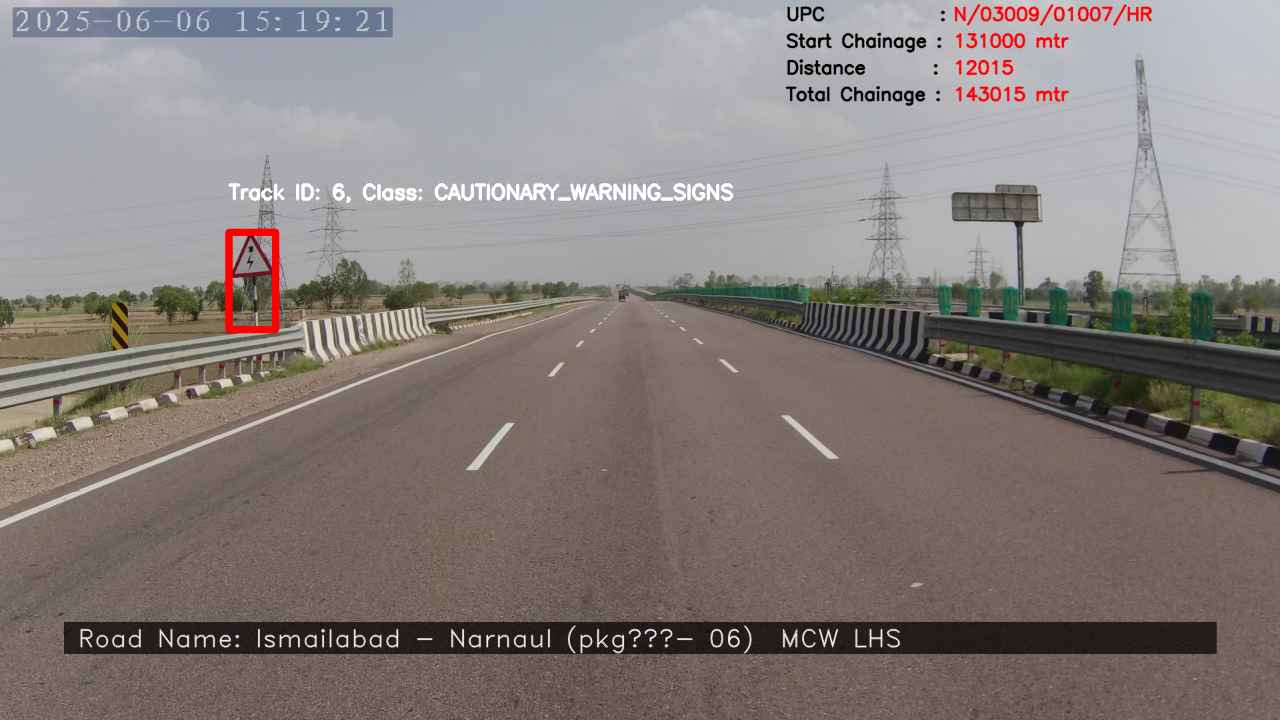 2025-06-06 15:19:21
UPC : N/03009/01007/HR
Start Chainage : 131000 mtr
Distance : 12015
Total Chainage : 143015 mtr
Track ID: 6, Class: CAUTIONARY_WARNING_SIGNS
Road Name: Ismailabad - Narnaul (pkg???- 06) MCW LHS